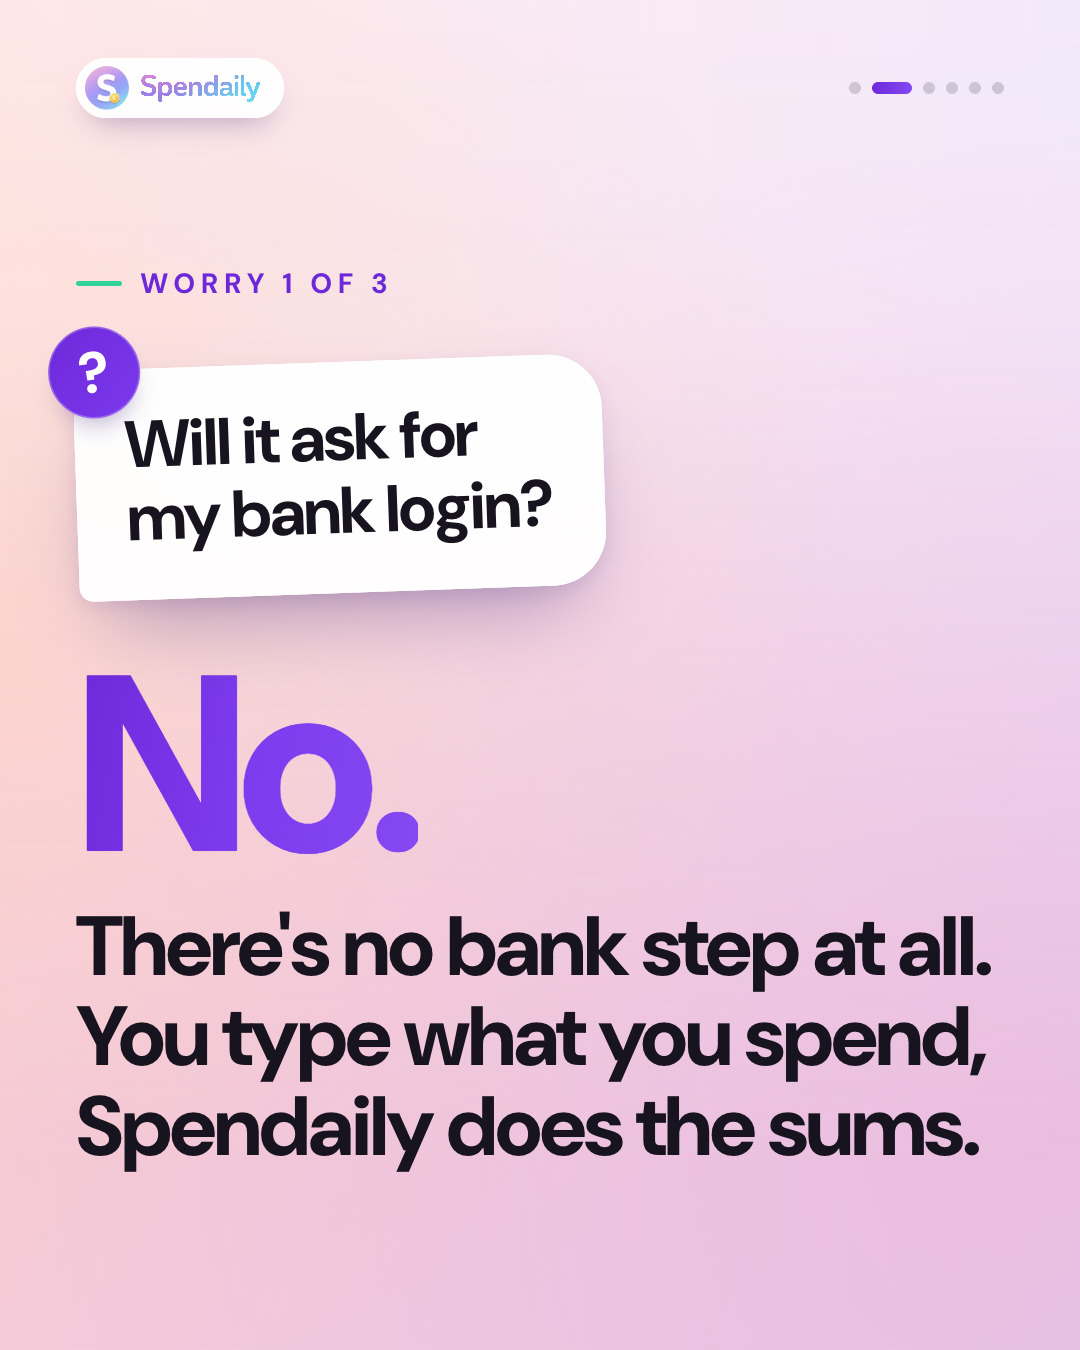 Spendaily
WORRY 1 OF 3
?
Will it ask for
my bank login?
No.
There's no bank step at all.
You type what you spend,
Spendaily does the sums.